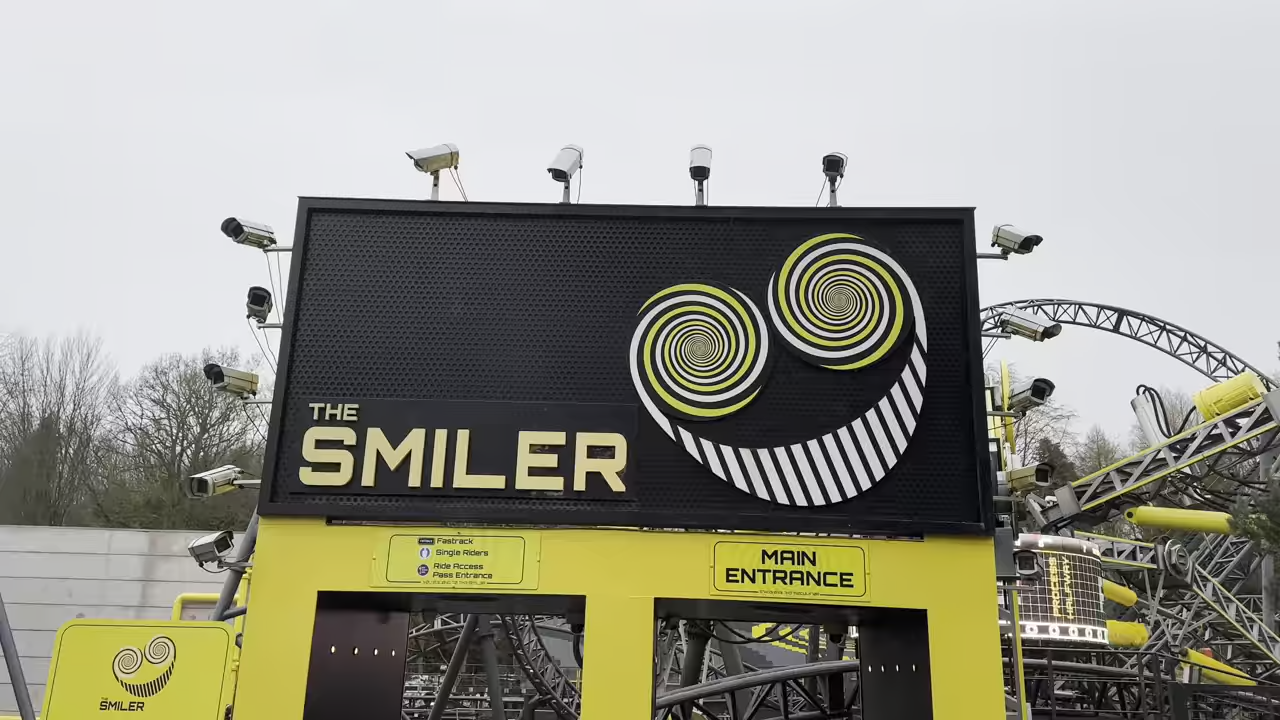 THE
SMILER
Fastrack
Single Riders
Ride Access
Pass Entrance
MAIN
ENTRANCE
THE
SMILER